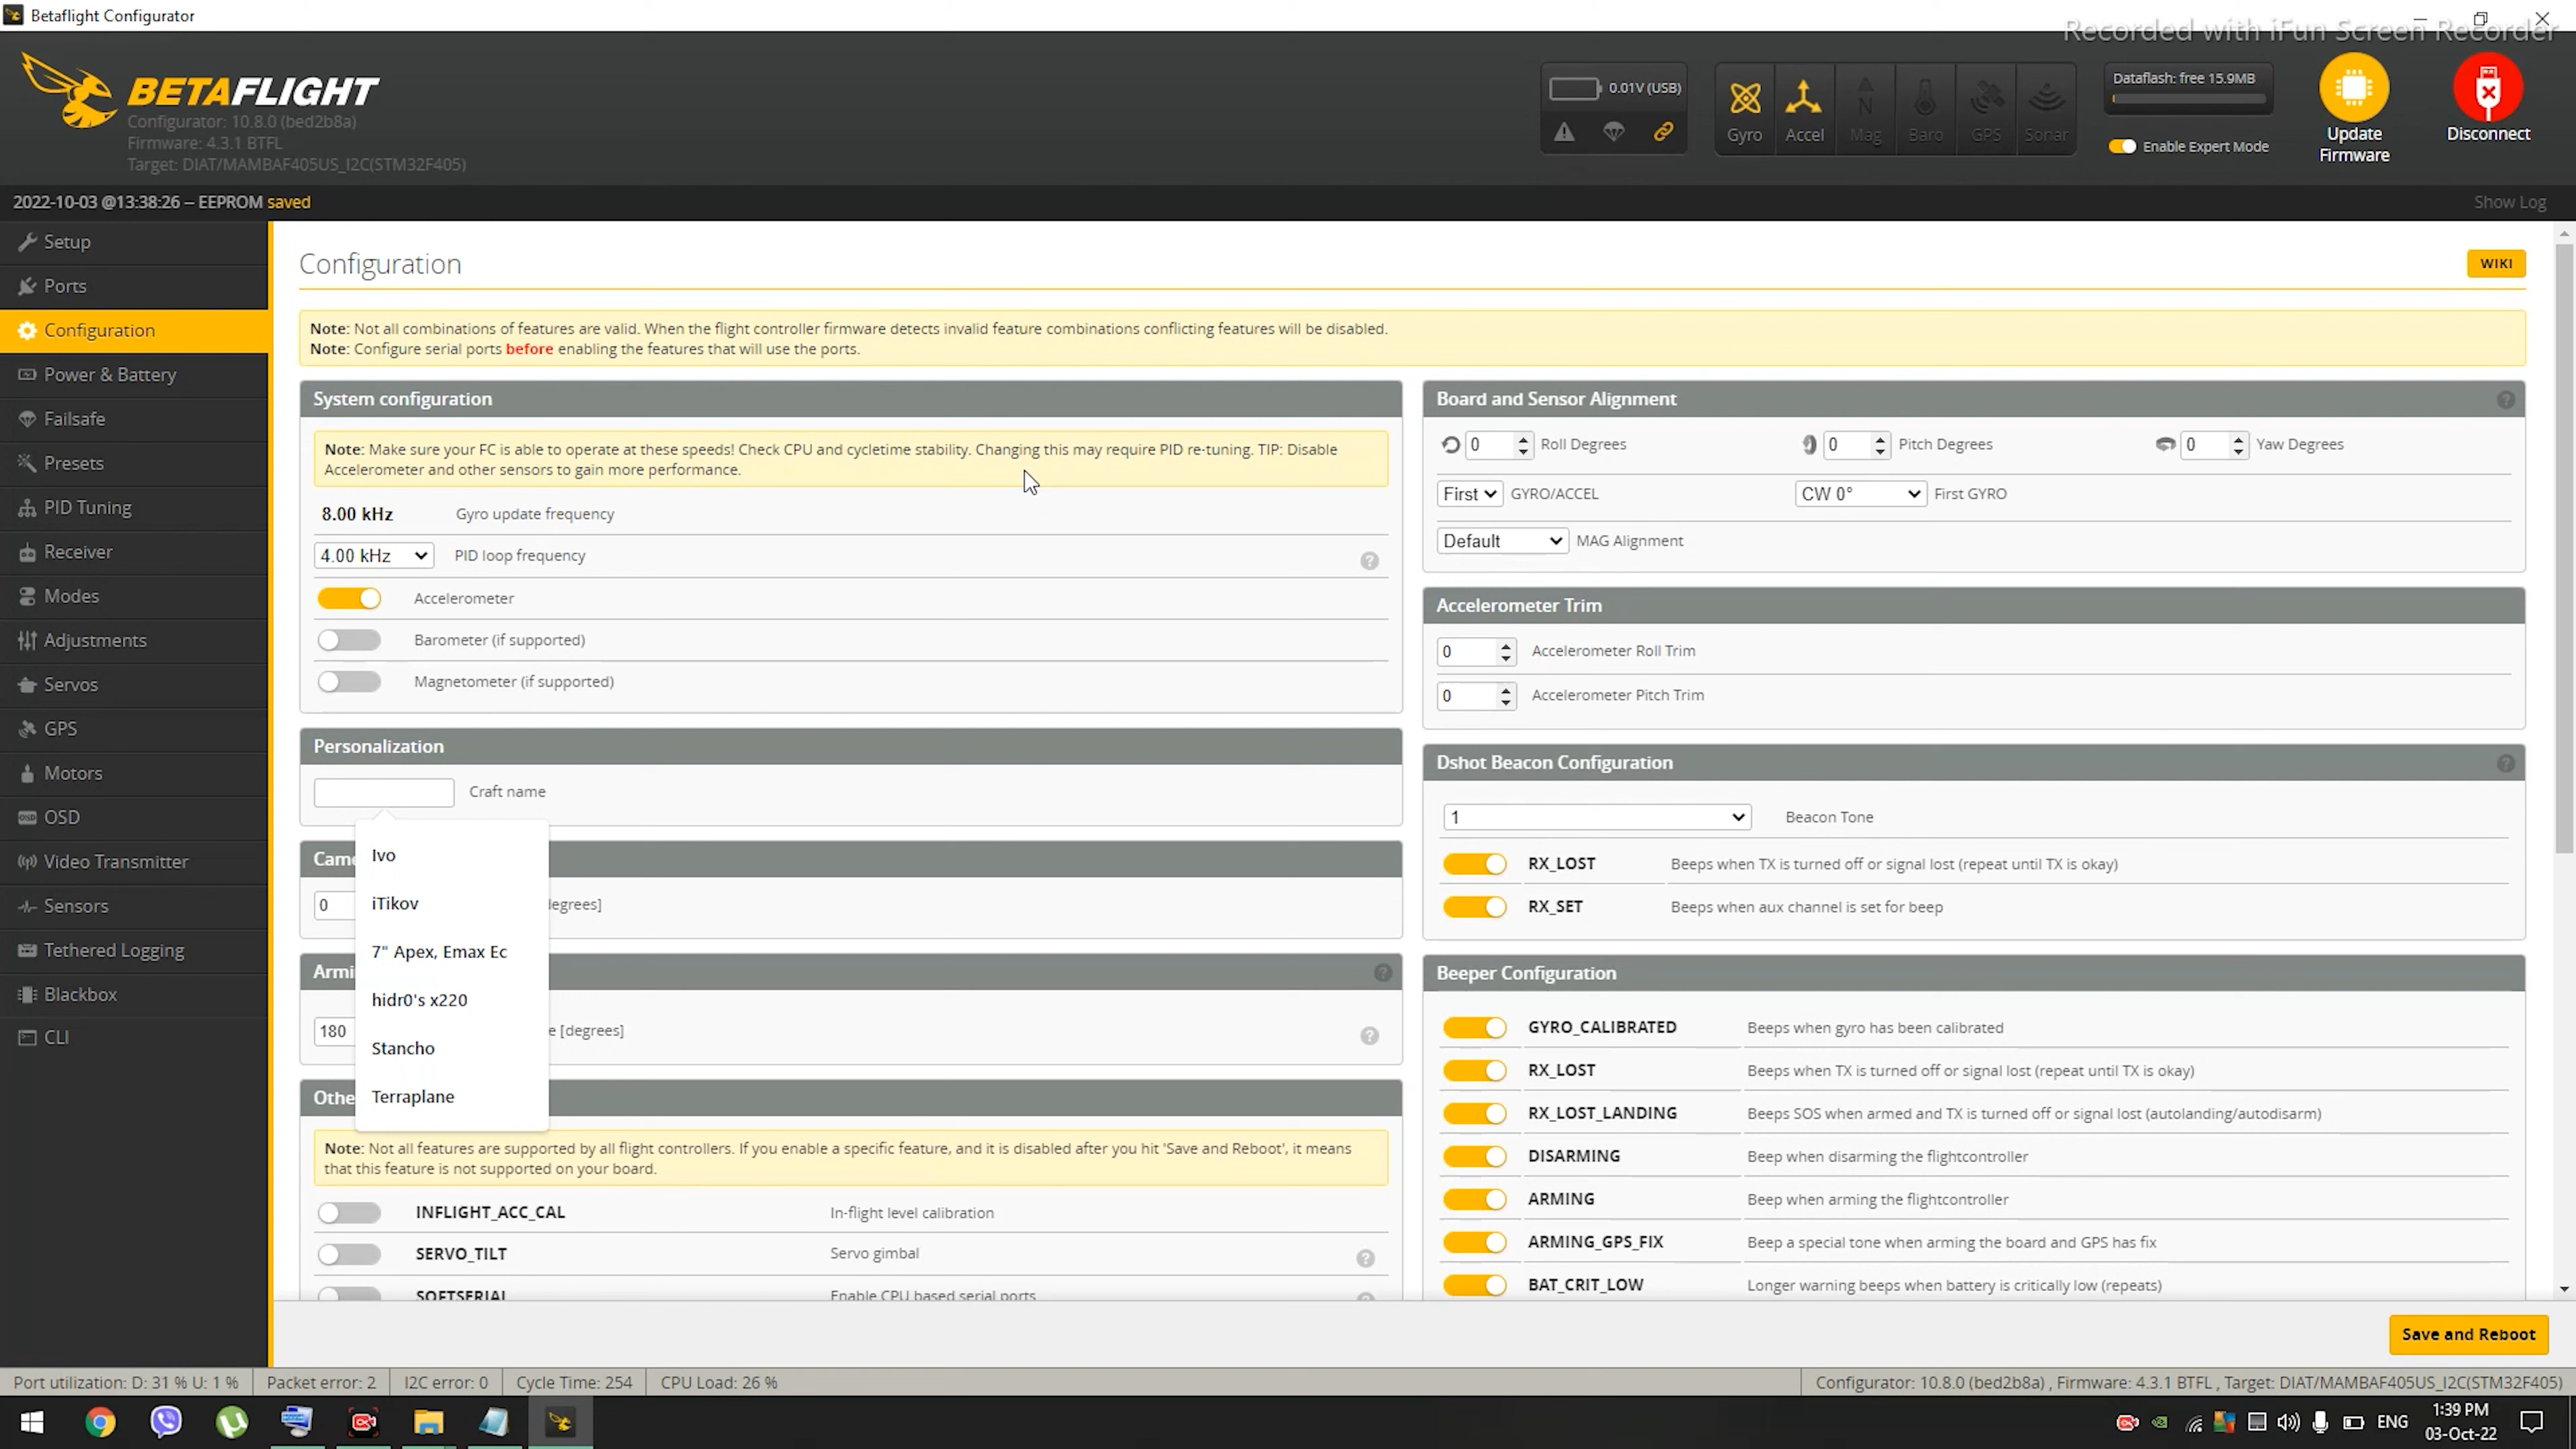 Betaflight Configurator
Recorded with iFun Screen Recorder
BETAFLIGHT
Configurator: 10.8.0 (bed2b8a)
Firmware: 4.3.1 BTFL
Target: DIAT/MAMBAF405US_I2C(STM32F405)
0.01V (USB)
Gyro
Accel
Mag
Baro
GPS
Sonar
Dataflash: free 15.9MB
Enable Expert Mode
Update
Firmware
Disconnect
2022-10-03 @13:38:26 – EEPROM saved
Show Log
Setup
Ports
Configuration
Power & Battery
Failsafe
Presets
PID Tuning
Receiver
Modes
Adjustments
Servos
GPS
Motors
OSD
Video Transmitter
Sensors
Tethered Logging
Blackbox
CLI
Configuration
WIKI
Note: Not all combinations of features are valid. When the flight controller firmware detects invalid feature combinations conflicting features will be disabled.
Note: Configure serial ports before enabling the features that will use the ports.
System configuration
Note: Make sure your FC is able to operate at these speeds! Check CPU and cycletime stability. Changing this may require PID re-tuning. TIP: Disable
Accelerometer and other sensors to gain more performance.
8.00 kHz Gyro update frequency
4.00 kHz PID loop frequency
Accelerometer
Barometer (if supported)
Magnetometer (if supported)
Personalization
Craft name
Ivo
iTikov
7" Apex, Emax Ec
hidr0's x220
Stancho
Terraplane
Came
0 degrees]
Armi
180 e [degrees]
Othe
Note: Not all features are supported by all flight controllers. If you enable a specific feature, and it is disabled after you hit 'Save and Reboot', it means
that this feature is not supported on your board.
INFLIGHT_ACC_CAL In-flight level calibration
SERVO_TILT Servo gimbal
SOFTSERIAL Enable CPU based serial ports
Board and Sensor Alignment
0 Roll Degrees 0 Pitch Degrees 0 Yaw Degrees
First GYRO/ACCEL CW 0° First GYRO
Default MAG Alignment
Accelerometer Trim
0 Accelerometer Roll Trim
0 Accelerometer Pitch Trim
Dshot Beacon Configuration
1 Beacon Tone
RX_LOST Beeps when TX is turned off or signal lost (repeat until TX is okay)
RX_SET Beeps when aux channel is set for beep
Beeper Configuration
GYRO_CALIBRATED Beeps when gyro has been calibrated
RX_LOST Beeps when TX is turned off or signal lost (repeat until TX is okay)
RX_LOST_LANDING Beeps SOS when armed and TX is turned off or signal lost (autolanding/autodisarm)
DISARMING Beep when disarming the flightcontroller
ARMING Beep when arming the flightcontroller
ARMING_GPS_FIX Beep a special tone when arming the board and GPS has fix
BAT_CRIT_LOW Longer warning beeps when battery is critically low (repeats)
Save and Reboot
Port utilization: D: 31 % U: 1 % Packet error: 2 I2C error: 0 Cycle Time: 254 CPU Load: 26 %
Configurator: 10.8.0 (bed2b8a) , Firmware: 4.3.1 BTFL , Target: DIAT/MAMBAF405US_I2C(STM32F405)
ENG
1:39 PM
03-Oct-22